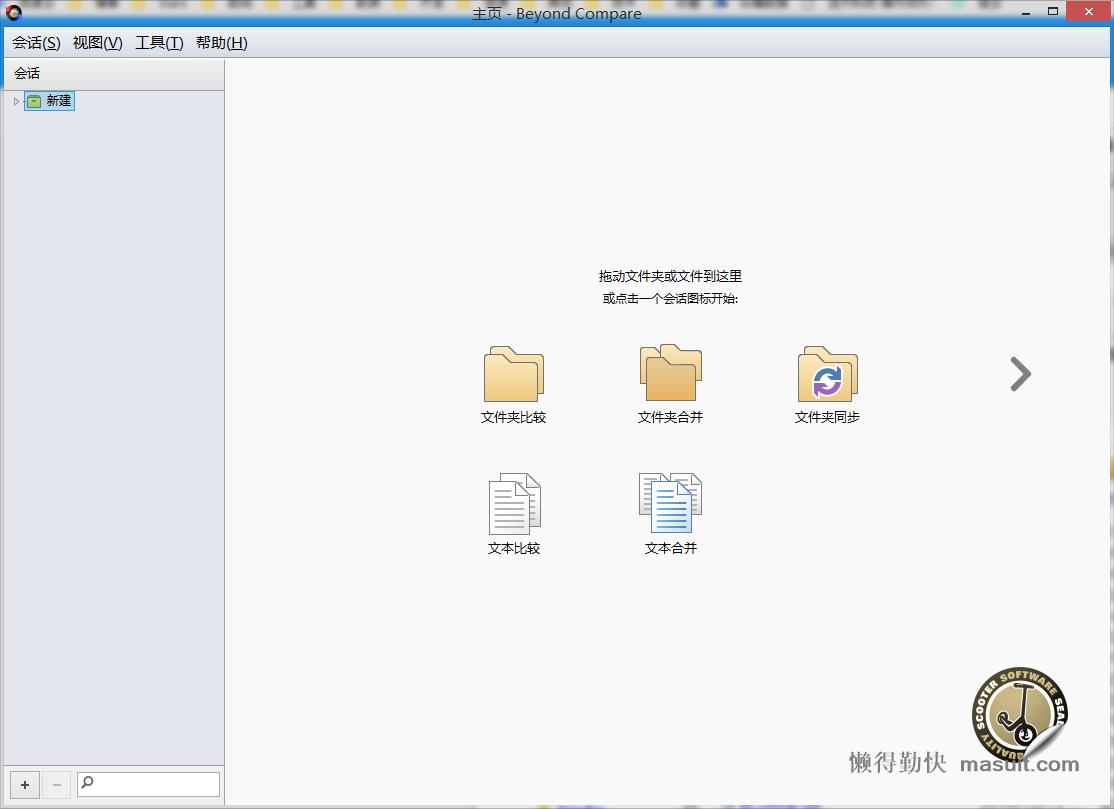 主页 - Beyond Compare
会话(S) 视图(V) 工具(T) 帮助(H)
会话
新建
拖动文件夹或文件到这里
或点击一个会话图标开始:
文件夹比较 文件夹合并 文件夹同步
文本比较 文本合并
SCOOTER SOFTWARE SEAL
QUALITY
懒得勤快 masuit.com